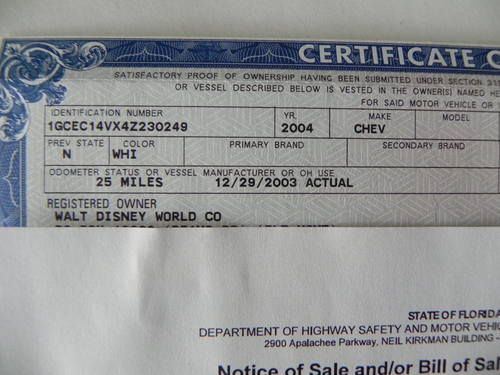 CERTIFICATE
SATISFACTORY PROOF OF OWNERSHIP HAVING BEEN SUBMITTED UNDER SECTION
OR VESSEL DESCRIBED BELOW IS VESTED IN THE OWNER(S) NAMED
FOR SAID MOTOR VEHICLE OR
IDENTIFICATION NUMBER YR. MAKE MODEL
1GCEC14VX4Z230249 2004 CHEV
PREV STATE COLOR PRIMARY BRAND SECONDARY BRAND
N WHI
ODOMETER STATUS OR VESSEL MANUFACTURER OR OH USE
25 MILES 12/29/2003 ACTUAL
REGISTERED OWNER
WALT DISNEY WORLD CO
STATE OF FLORIDA
DEPARTMENT OF HIGHWAY SAFETY AND MOTOR
2900 Apalachee Parkway, NEIL KIRKMAN BUILDING -
Notice of Sale and/or Bill of